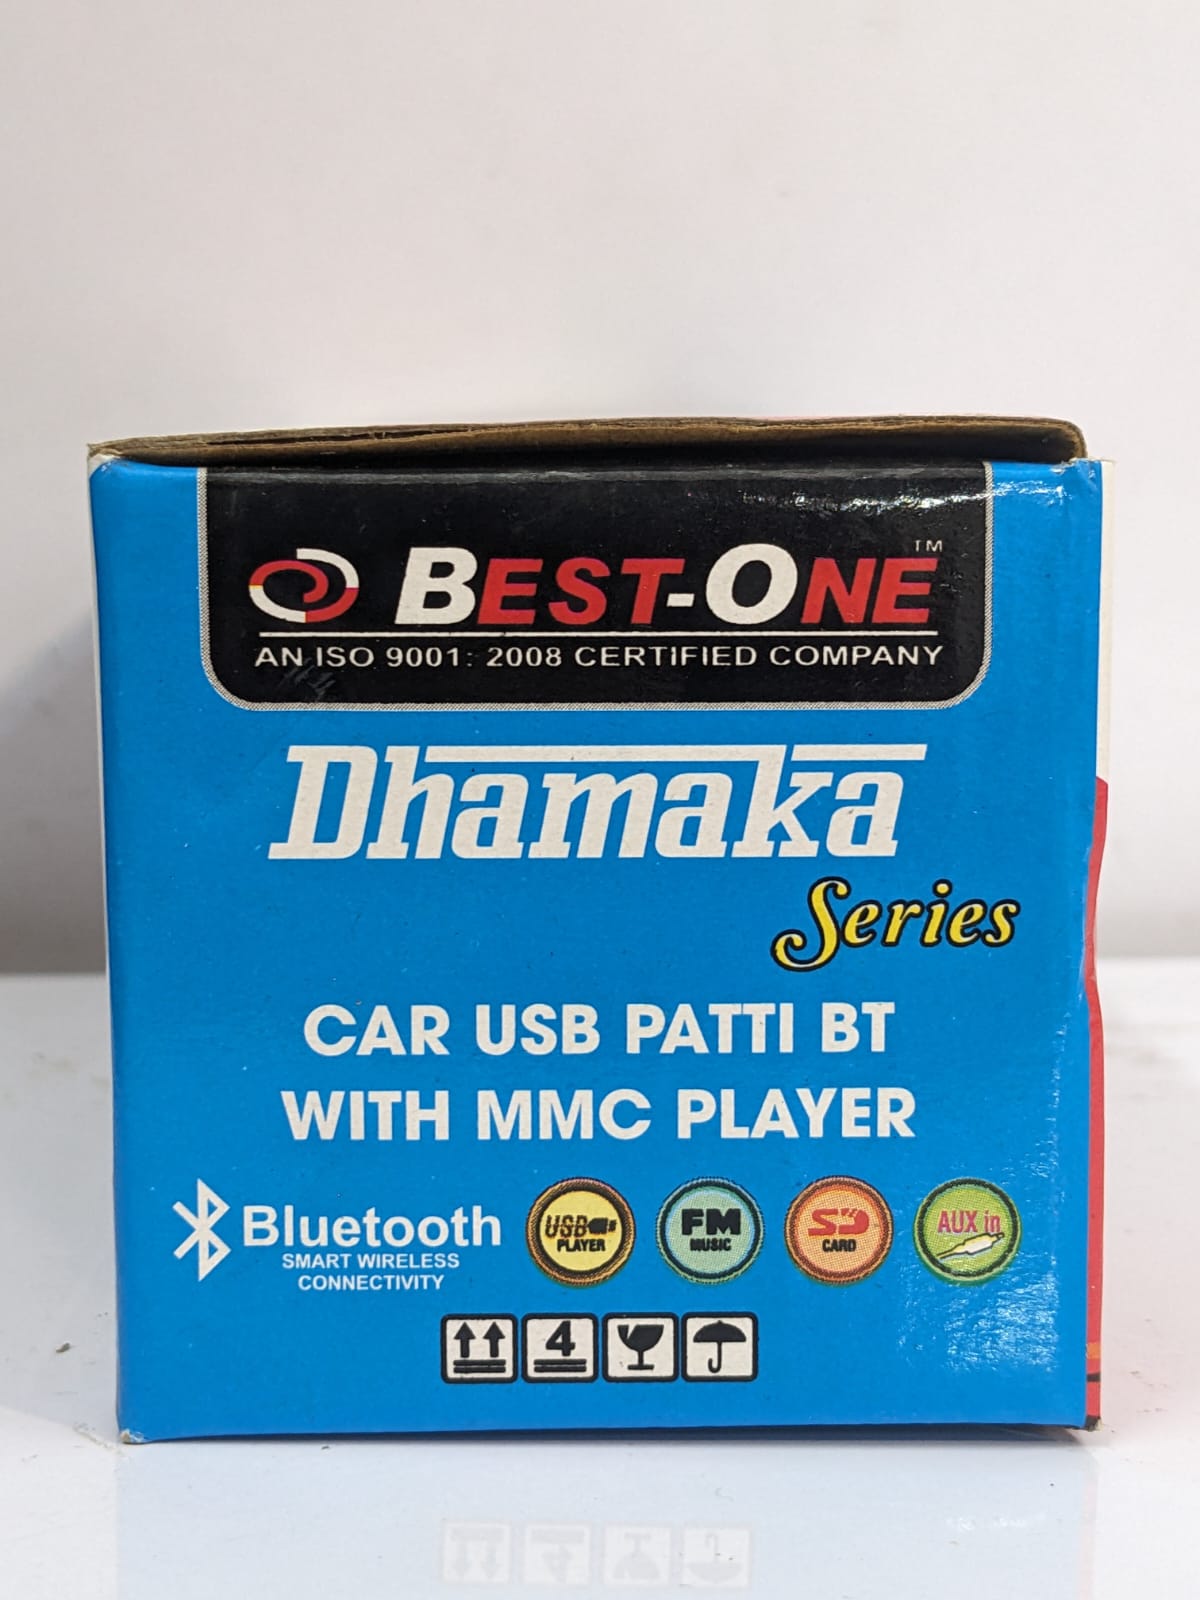 BEST-ONE™
AN ISO 9001: 2008 CERTIFIED COMPANY
Dhamaka
Series
CAR USB PATTI BT
WITH MMC PLAYER
Bluetooth
SMART WIRELESS
CONNECTIVITY
USB
PLAYER
FM
MUSIC
SD
CARD
AUX in
4